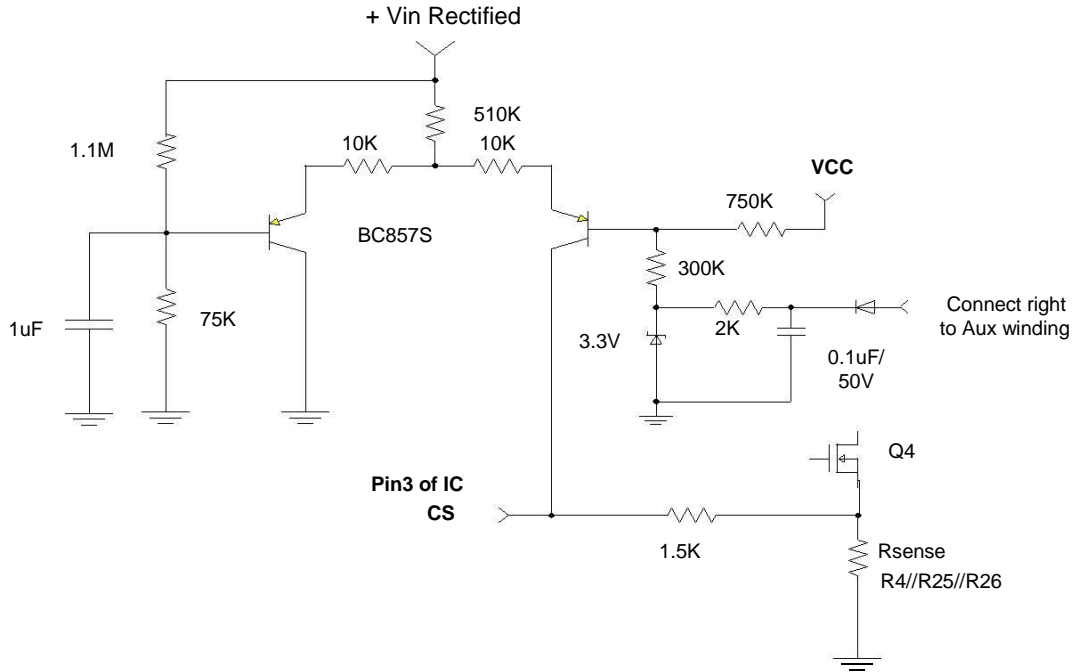 + Vin Rectified
510K
10K
10K
1.1M
VCC
750K
BC857S
300K
75K
1uF
2K
3.3V
Connect right
to Aux winding
0.1uF/
50V
Q4
Pin3 of IC
CS
1.5K
Rsense
R4//R25//R26